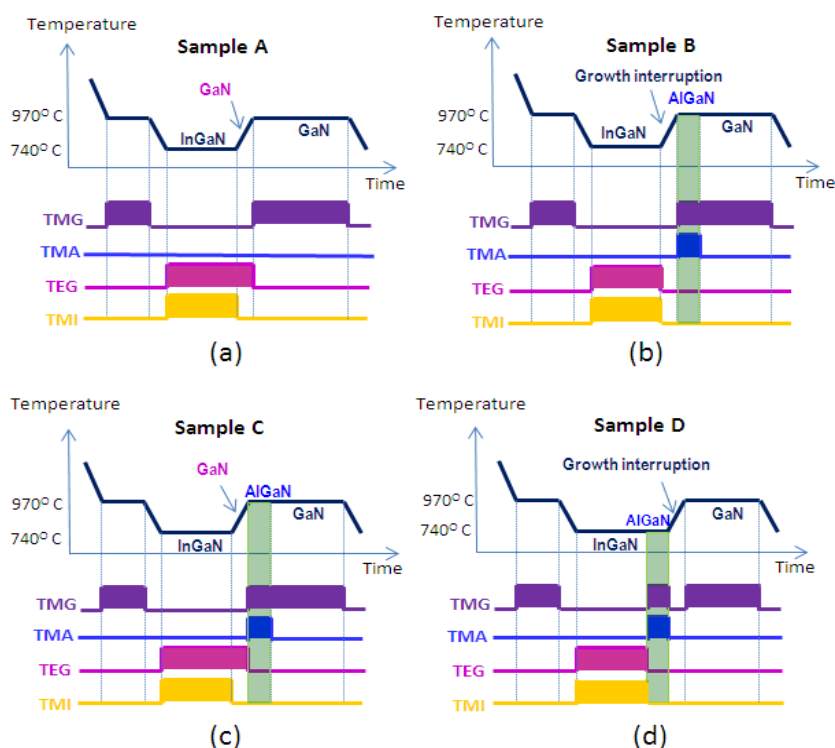 Temperature
Sample A
GaN
970° C
InGaN
GaN
740° C
Time
TMG
TMA
TEG
TMI
(a)
Temperature
Sample B
Growth interruption
AlGaN
970° C
InGaN
GaN
740° C
Time
TMG
TMA
TEG
TMI
(b)
Temperature
Sample C
GaN
AlGaN
970° C
GaN
740° C
InGaN
Time
TMG
TMA
TEG
TMI
(c)
Temperature
Sample D
Growth interruption
970° C
AlGaN
GaN
740° C
InGaN
Time
TMG
TMA
TEG
TMI
(d)